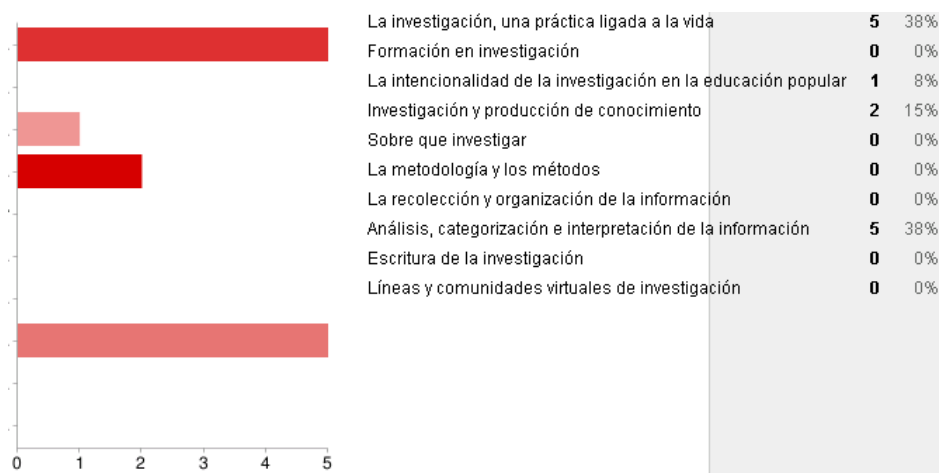 La investigación, una práctica ligada a la vida 5 38%
Formación en investigación 0 0%
La intencionalidad de la investigación en la educación popular 1 8%
Investigación y producción de conocimiento 2 15%
Sobre que investigar 0 0%
La metodología y los métodos 0 0%
La recolección y organización de la información 0 0%
Análisis, categorización e interpretación de la información 5 38%
Escritura de la investigación 0 0%
Líneas y comunidades virtuales de investigación 0 0%
0 1 2 3 4 5